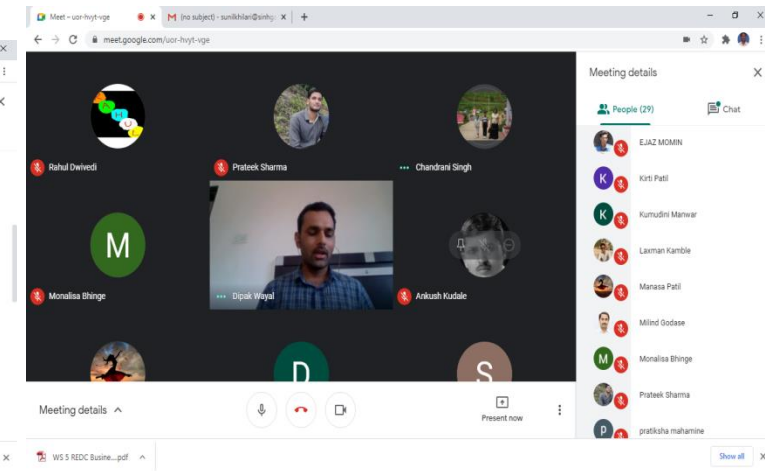 Meet – uor-hvyt-vge
(no subject) - sunilkhilari@sinhg
meet.google.com/uor-hvyt-vge
Meeting details
People (29)
Chat
Rahul Dwivedi
Prateek Sharma
Chandrani Singh
M
Monalisa Bhinge
Dipak Wayal
Ankush Kudale
D
S
EJAZ MOMIN
K
Kirti Patil
K
Kumudini Manwar
Laxman Kamble
Manasa Patil
Milind Godase
M
Monalisa Bhinge
Prateek Sharma
p
pratiksha mahamine
Meeting details
Present now
WS 5 REDC Busine....pdf
Show all